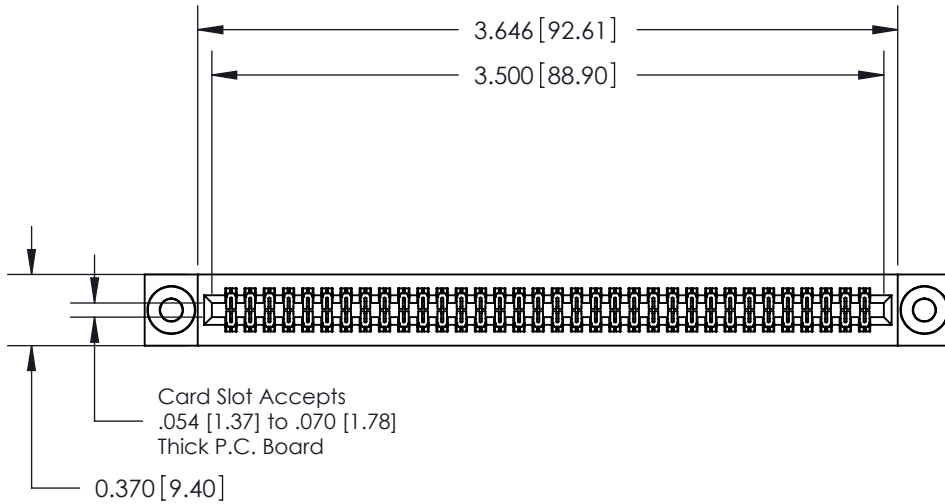 3.646 [92.61]
3.500 [88.90]
Card Slot Accepts
.054 [1.37] to .070 [1.78]
Thick P.C. Board
0.370 [9.40]